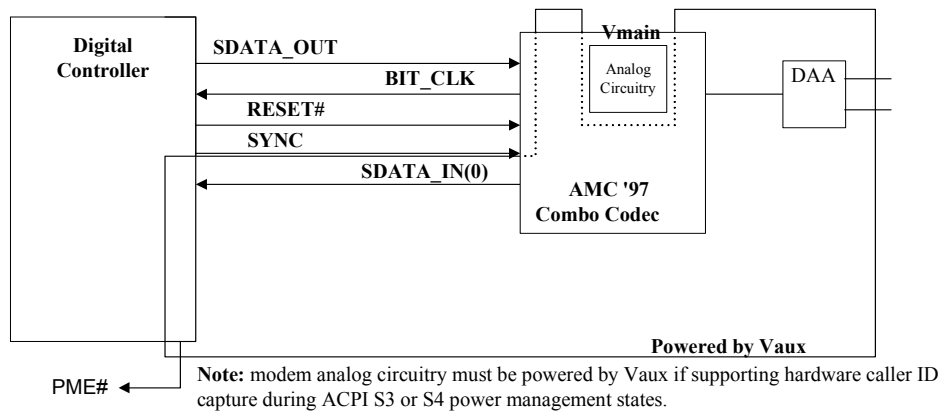 Vmain
Digital
Controller
SDATA_OUT
Analog
Circuitry
DAA
BIT_CLK
RESET#
SYNC
SDATA_IN(0)
AMC '97
Combo Codec
Powered by Vaux
PME#
Note: modem analog circuitry must be powered by Vaux if supporting hardware caller ID
capture during ACPI S3 or S4 power management states.